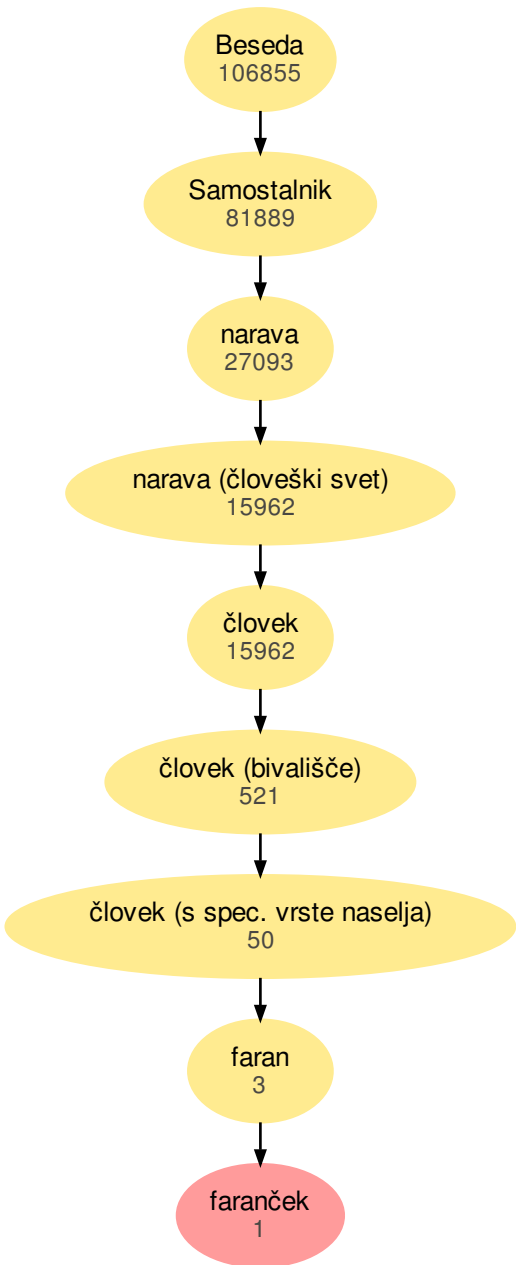 Beseda
106855
Samostalnik
81889
narava
27093
narava (človeški svet)
15962
človek
15962
človek (bivališče)
521
človek (s spec. vrste naselja)
50
faran
3
faranček
1